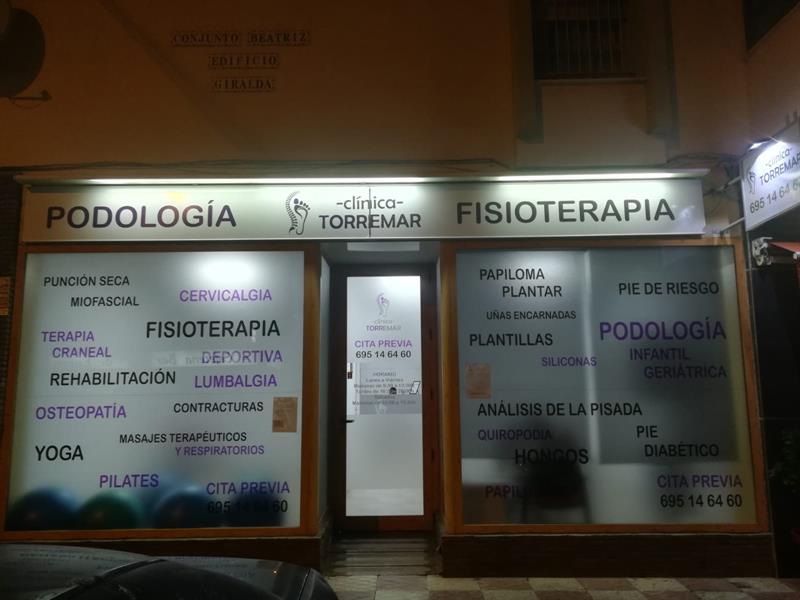 CONJUNTO BEATRIZ
EDIFICIO
GIRALDA
PODOLOGÍA
-clínica-
TORREMAR
FISIOTERAPIA
-clínica-
TORREMAR
695 14 64 60
PUNCIÓN SECA
MIOFASCIAL
CERVICALGIA
TERAPIA
CRANEAL
FISIOTERAPIA
DEPORTIVA
REHABILITACIÓN
LUMBALGIA
OSTEOPATÍA
CONTRACTURAS
MASAJES TERAPÉUTICOS
Y RESPIRATORIOS
YOGA
PILATES
CITA PREVIA
695 14 64 60
-clínica-
TORREMAR
CITA PREVIA
695 14 64 60
HORARIO
Lunes a Viernes
PAPILOMA
PLANTAR
PIE DE RIESGO
UÑAS ENCARNADAS
PLANTILLAS
PODOLOGÍA
SILICONAS
INFANTIL
GERIÁTRICA
ANÁLISIS DE LA PISADA
QUIROPODIA
PIE
DIABÉTICO
HONGOS
CITA PREVIA
695 14 64 60